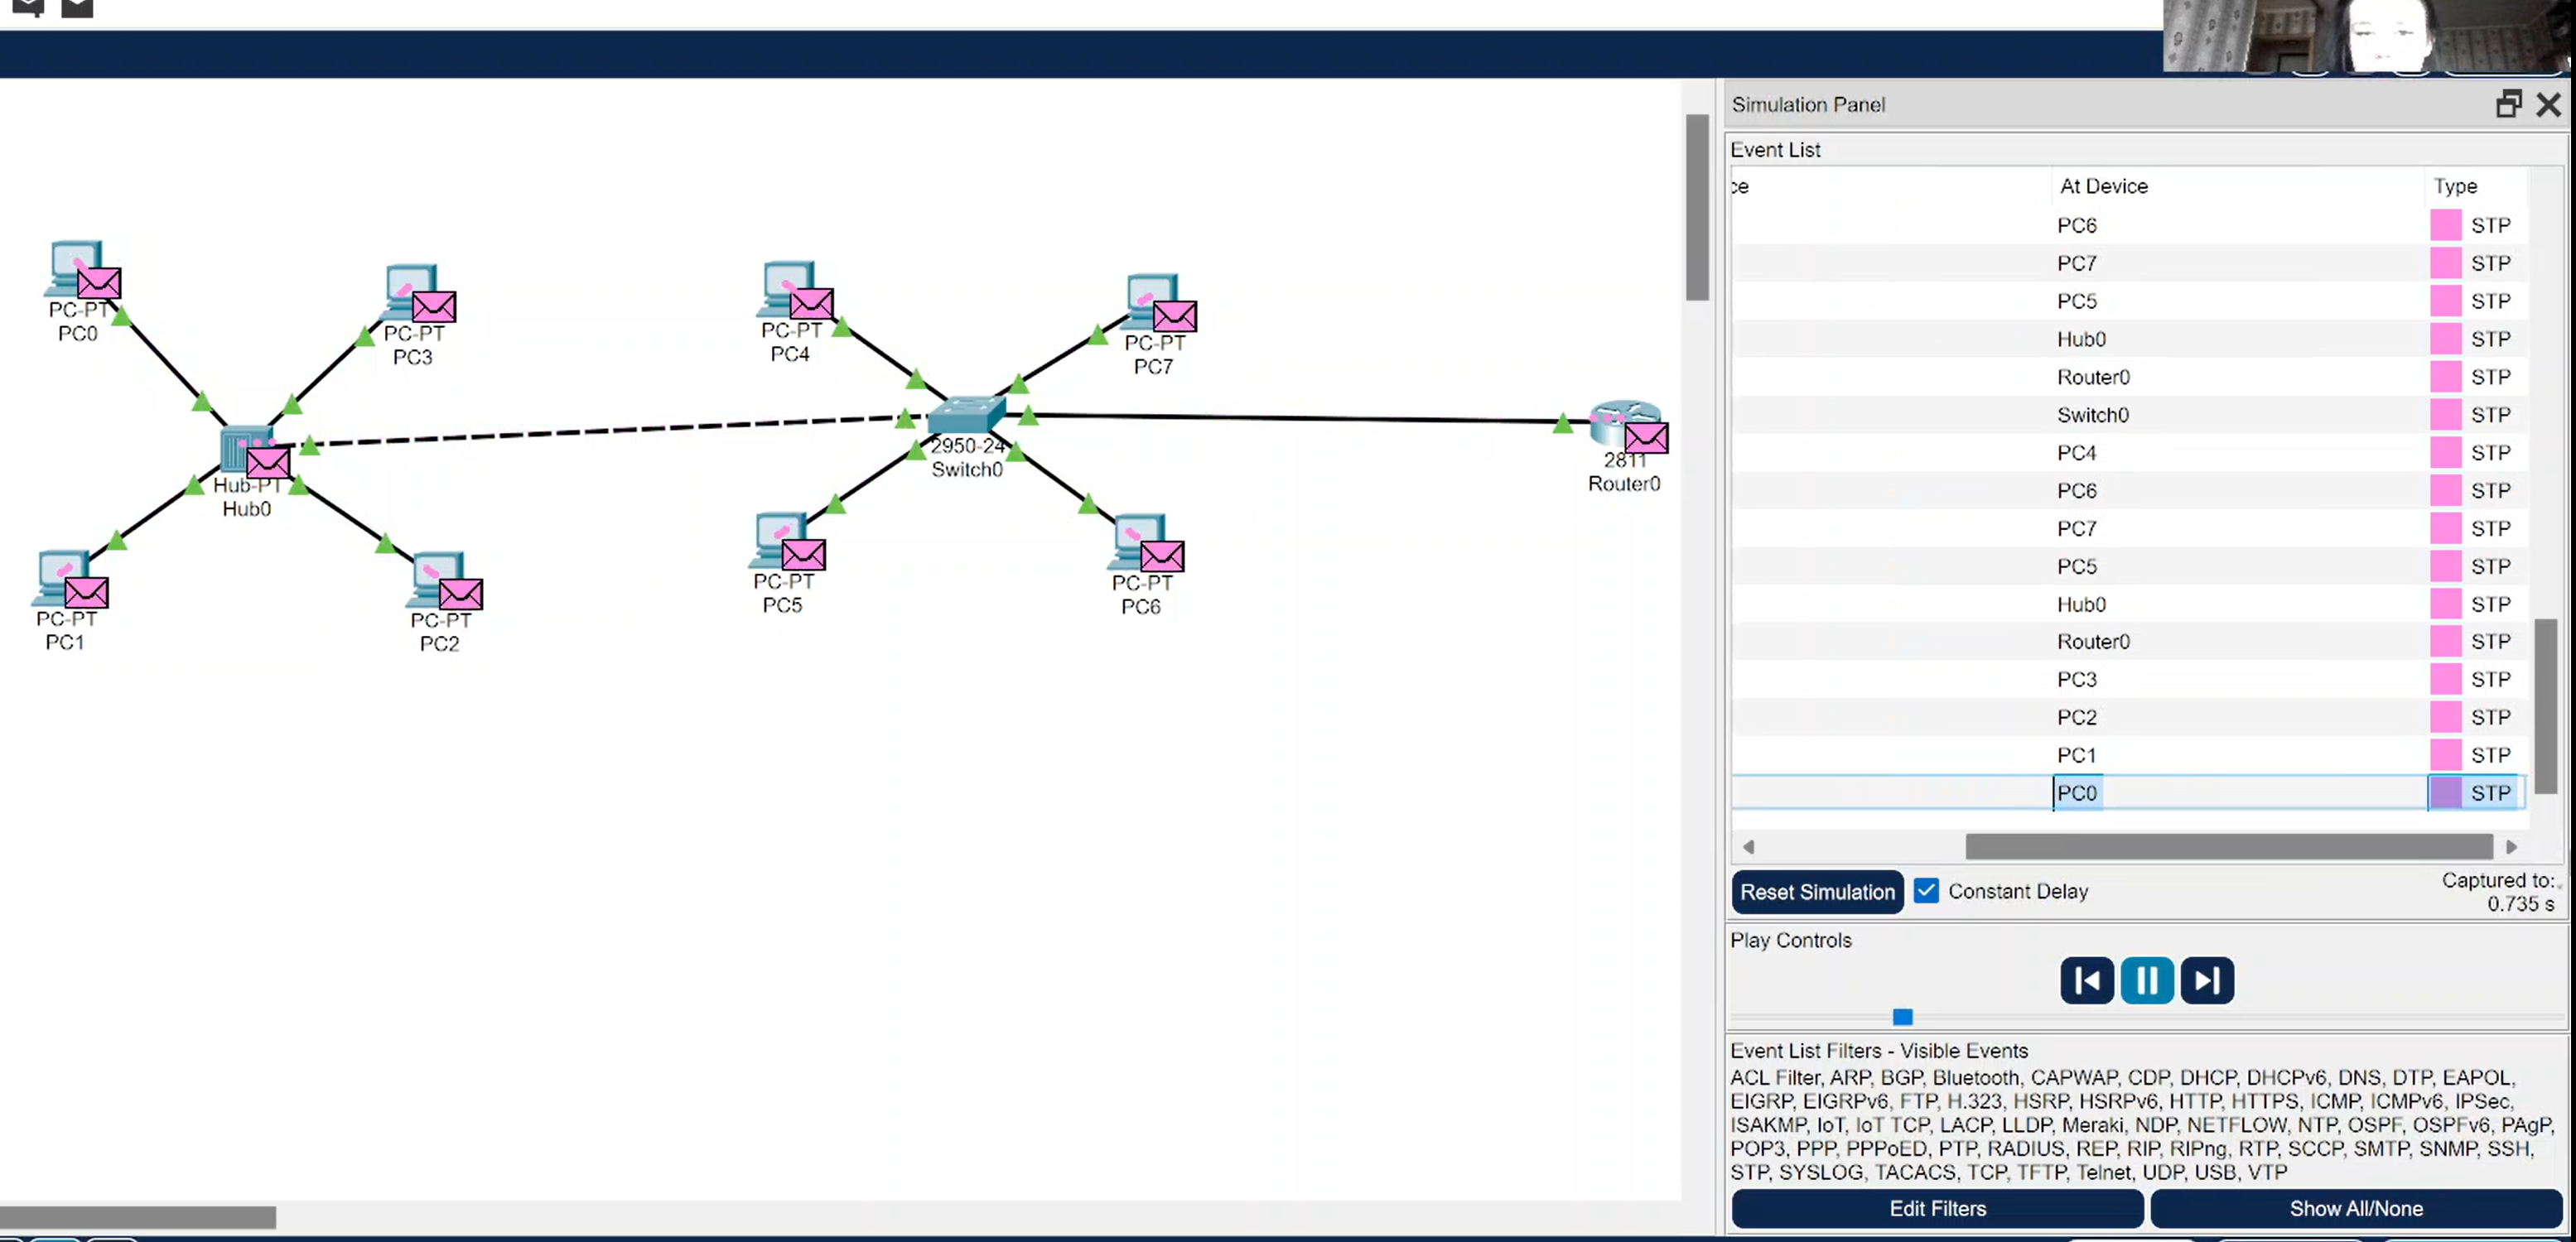 PC-PT
PC0
PC-PT
PC3
PC-PT
PC4
PC-PT
PC7
Hub-PT
Hub0
2950-24
Switch0
2811
Router0
PC-PT
PC1
PC-PT
PC2
PC-PT
PC5
PC-PT
PC6
Simulation Panel
Event List
ce At Device Type
PC6 STP
PC7 STP
PC5 STP
Hub0 STP
Router0 STP
Switch0 STP
PC4 STP
PC6 STP
PC7 STP
PC5 STP
Hub0 STP
Router0 STP
PC3 STP
PC2 STP
PC1 STP
PC0 STP
Reset Simulation Constant Delay Captured to:
0.735 s
Play Controls
Event List Filters - Visible Events
ACL Filter, ARP, BGP, Bluetooth, CAPWAP, CDP, DHCP, DHCPv6, DNS, DTP, EAPOL,
EIGRP, EIGRPv6, FTP, H.323, HSRP, HSRPv6, HTTP, HTTPS, ICMP, ICMPv6, IPSec,
ISAKMP, IoT, IoT TCP, LACP, LLDP, Meraki, NDP, NETFLOW, NTP, OSPF, OSPFv6, PAgP,
POP3, PPP, PPPoED, PTP, RADIUS, REP, RIP, RIPng, RTP, SCCP, SMTP, SNMP, SSH,
STP, SYSLOG, TACACS, TCP, TFTP, Telnet, UDP, USB, VTP
Edit Filters Show All/None